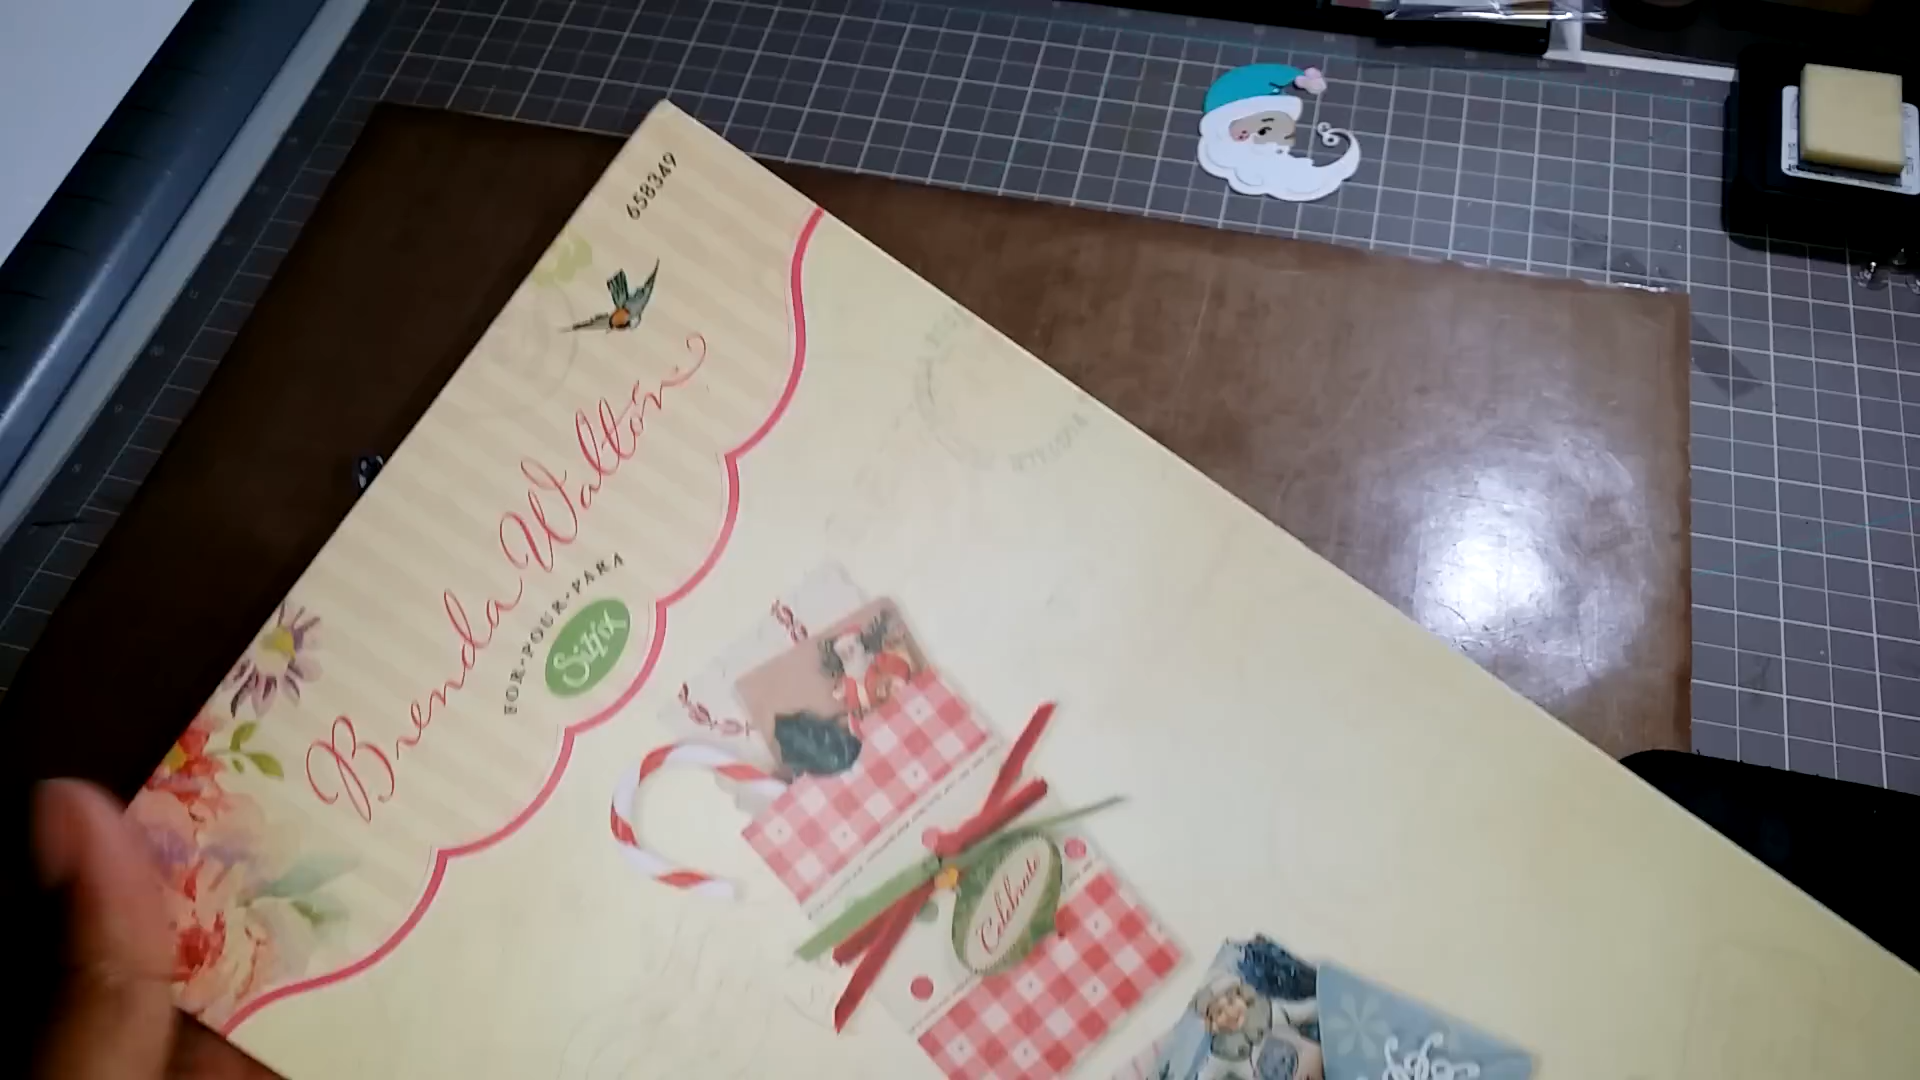 658349
Brenda Walton
FOR•POUR•PARA
Sizzix
Celebrate